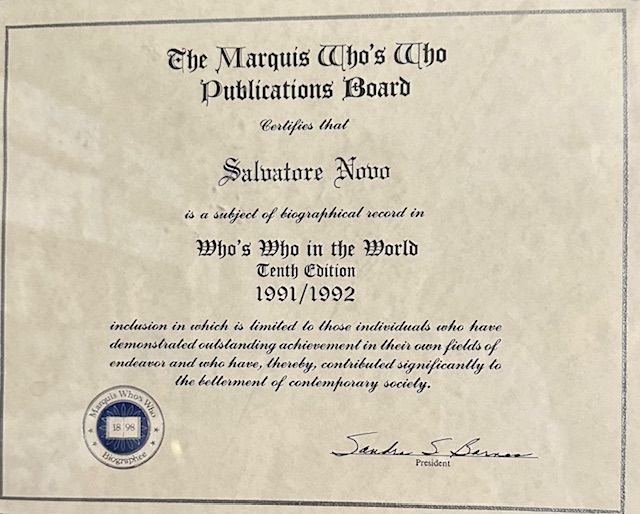 The Marquis Who's Who
Publications Board
Certifies that
Salvatore Novo
is a subject of biographical record in
Who's Who in the World
Tenth Edition
1991/1992
inclusion in which is limited to those individuals who have
demonstrated outstanding achievement in their own fields of
endeavor and who have, thereby, contributed significantly to
the betterment of contemporary society.
Marquis Who's Who
18 98
Biographee
Sandra S Barnes
President